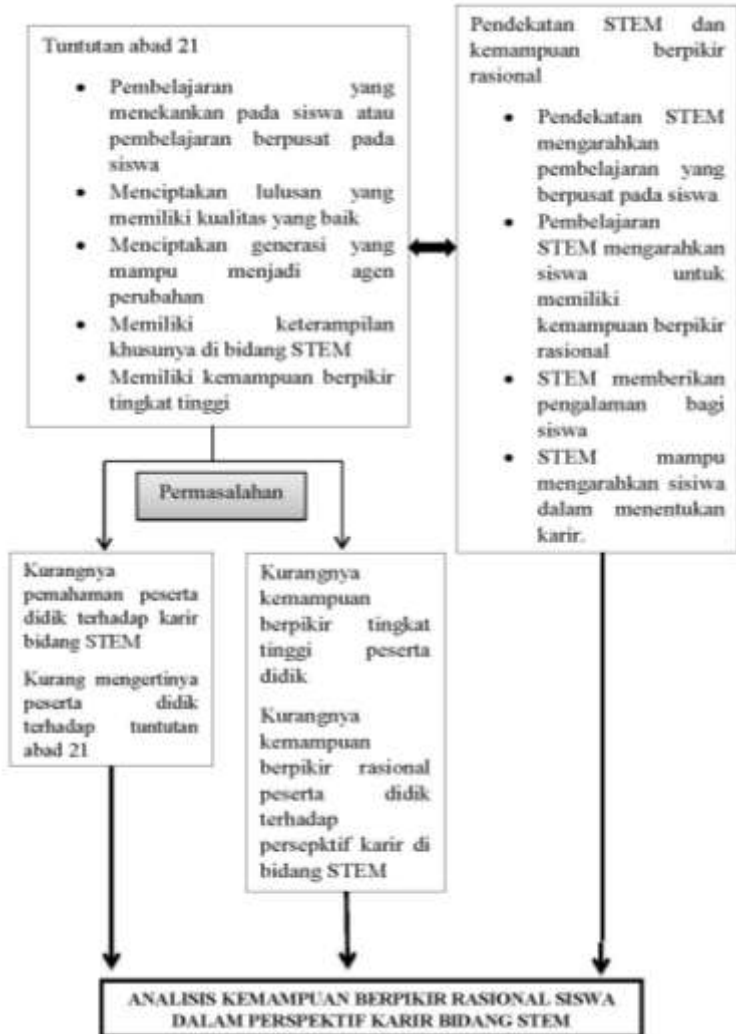 Tuntutan abad 21
• Pembelajaran yang
menekankan pada siswa atau
pembelajaran berpusat pada
siswa
• Menciptakan lulusan yang
memiliki kualitas yang baik
• Menciptakan generasi yang
mampu menjadi agen
perubahan
• Memiliki keterampilan
khusunya di bidang STEM
• Memiliki kemampuan berpikir
tingkat tinggi
Pendekatan STEM dan
kemampuan berpikir
rasional
• Pendekatan STEM
mengarahkan
pembelajaran yang
berpusat pada siswa
• Pembelajaran
STEM mengarahkan
siswa untuk
memiliki
kemampuan berpikir
rasional
• STEM memberikan
pengalaman bagi
siswa
• STEM mampu
mengarahkan sisiwa
dalam menentukan
karir.
Permasalahan
Kurangnya
pemahaman peserta
didik terhadap karir
bidang STEM
Kurang mengertinya
peserta didik
terhadap tuntutan
abad 21
Kurangnya
kemampuan
berpikir tingkat
tinggi peserta
didik
Kurangnya
kemampuan
berpikir rasional
peserta didik
terhadap
persepktif karir di
bidang STEM
ANALISIS KEMAMPUAN BERPIKIR RASIONAL SISWA
DALAM PERSPEKTIF KARIR BIDANG STEM